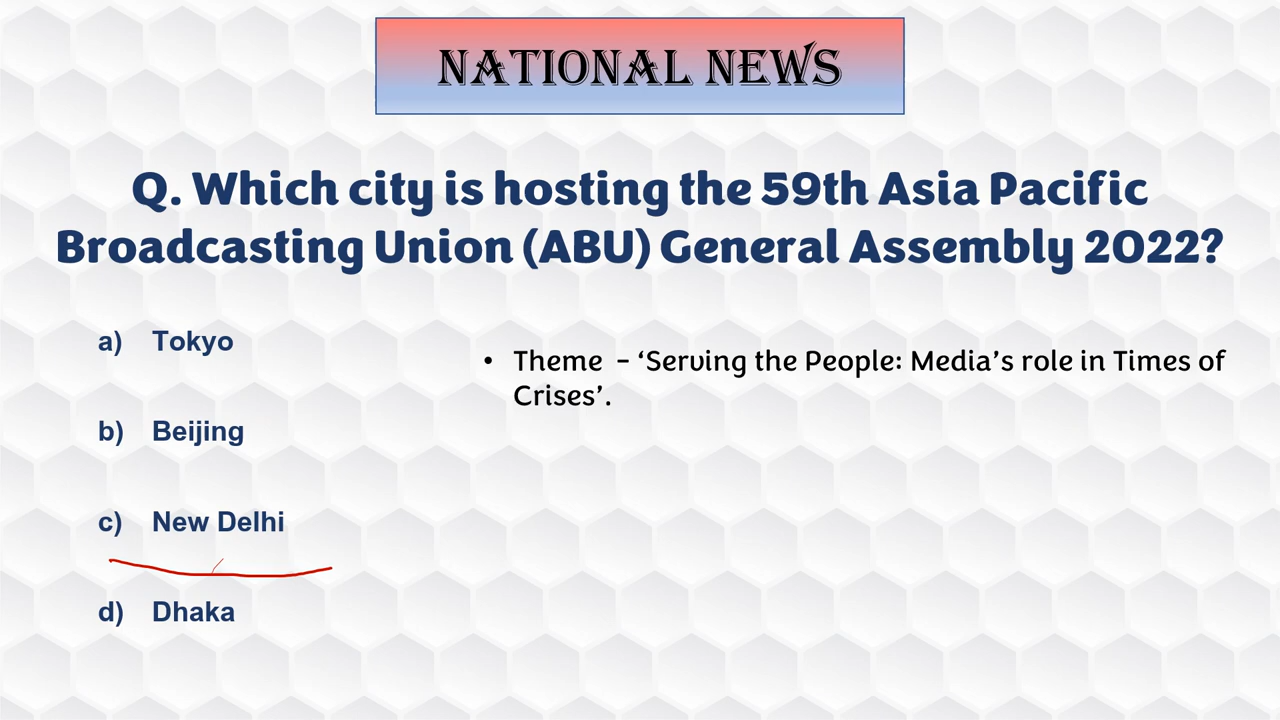 NATIONAL NEWS
Q. Which city is hosting the 59th Asia Pacific
Broadcasting Union (ABU) General Assembly 2022?
a) Tokyo
b) Beijing
c) New Delhi
d) Dhaka
• Theme – ‘Serving the People: Media’s role in Times of
Crises’.